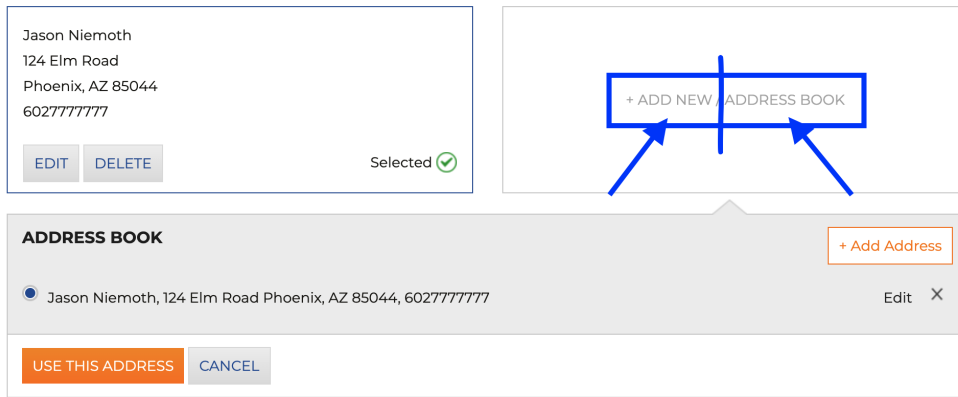 Jason Niemoth
124 Elm Road
Phoenix, AZ 85044
6027777777
EDIT
DELETE
Selected
+ ADD NEW / ADDRESS BOOK
ADDRESS BOOK
+ Add Address
Jason Niemoth, 124 Elm Road Phoenix, AZ 85044, 6027777777
Edit
USE THIS ADDRESS
CANCEL